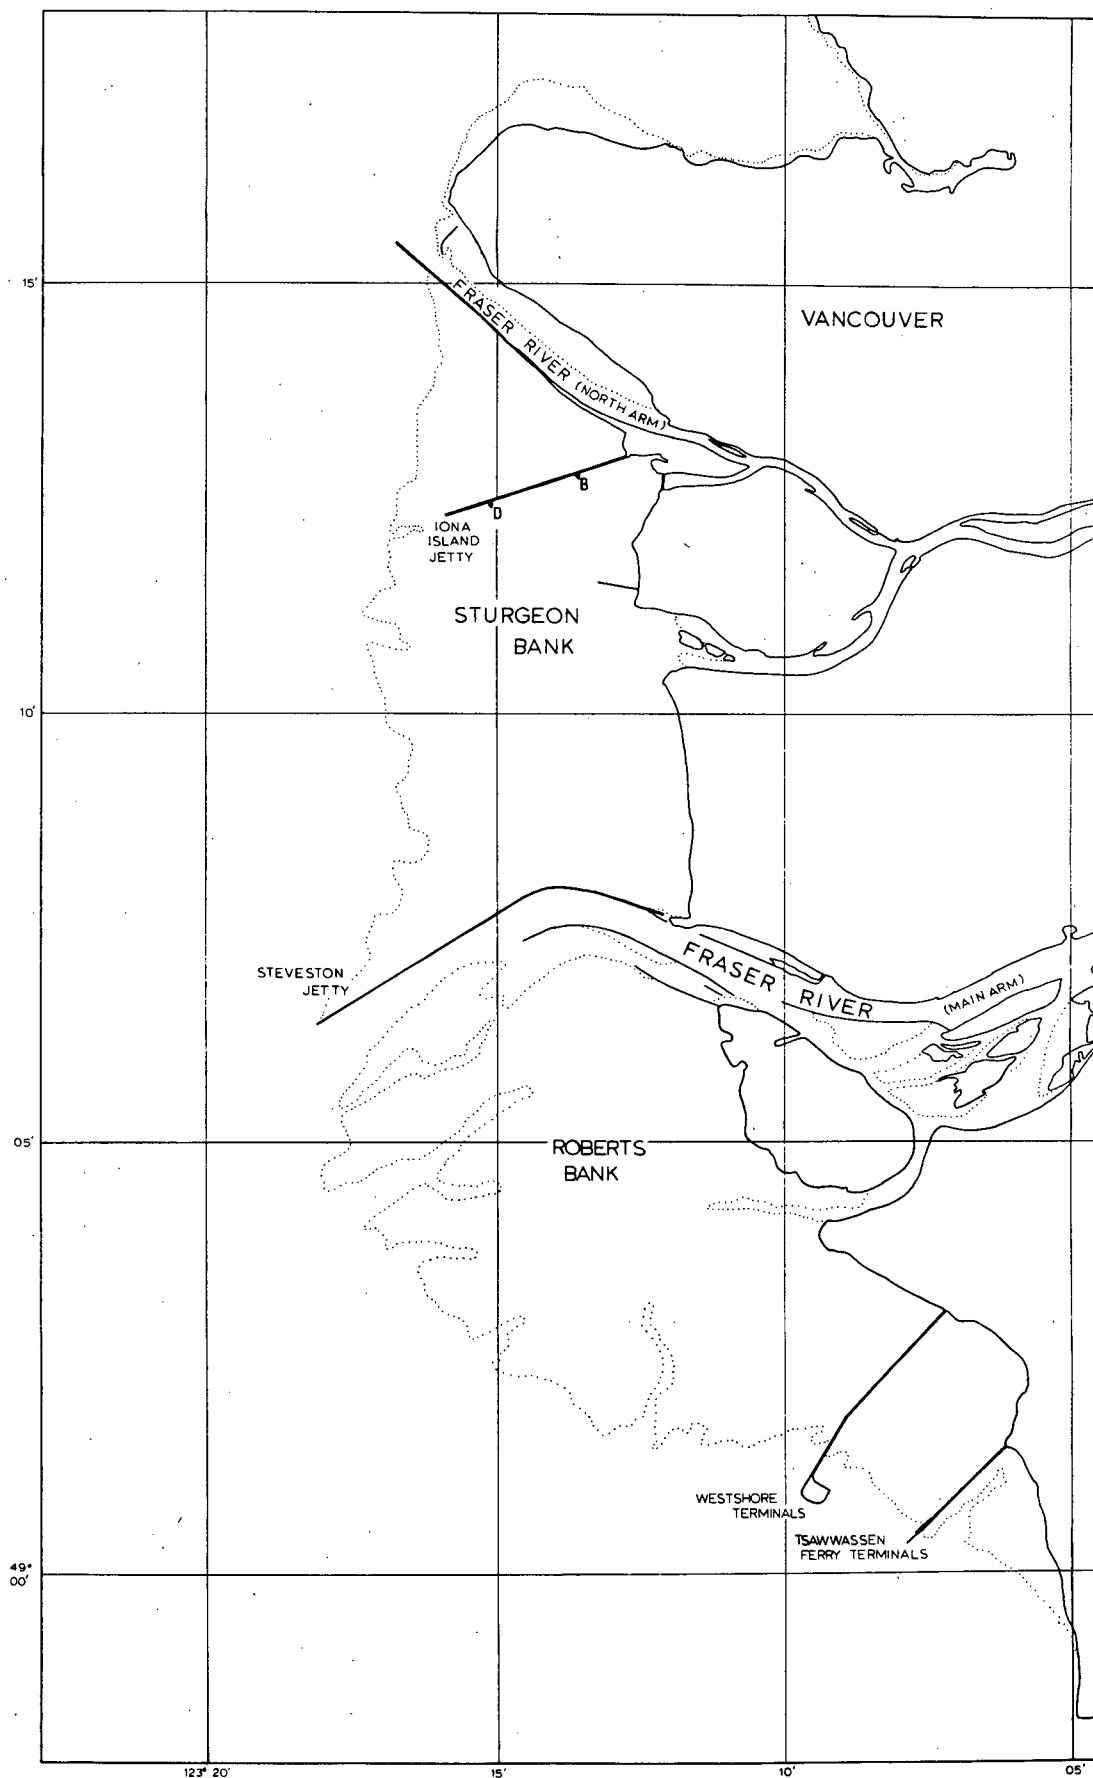 15'
VANCOUVER
FRASER RIVER (NORTH ARM)
B
D
IONA
ISLAND
JETTY
STURGEON
BANK
10'
STEVESTON
JETTY
FRASER RIVER (MAIN ARM)
05'
ROBERTS
BANK
WESTSHORE
TERMINALS
TSAWWASSEN
FERRY TERMINALS
49°
00'
123° 20'
15'
10'
05'